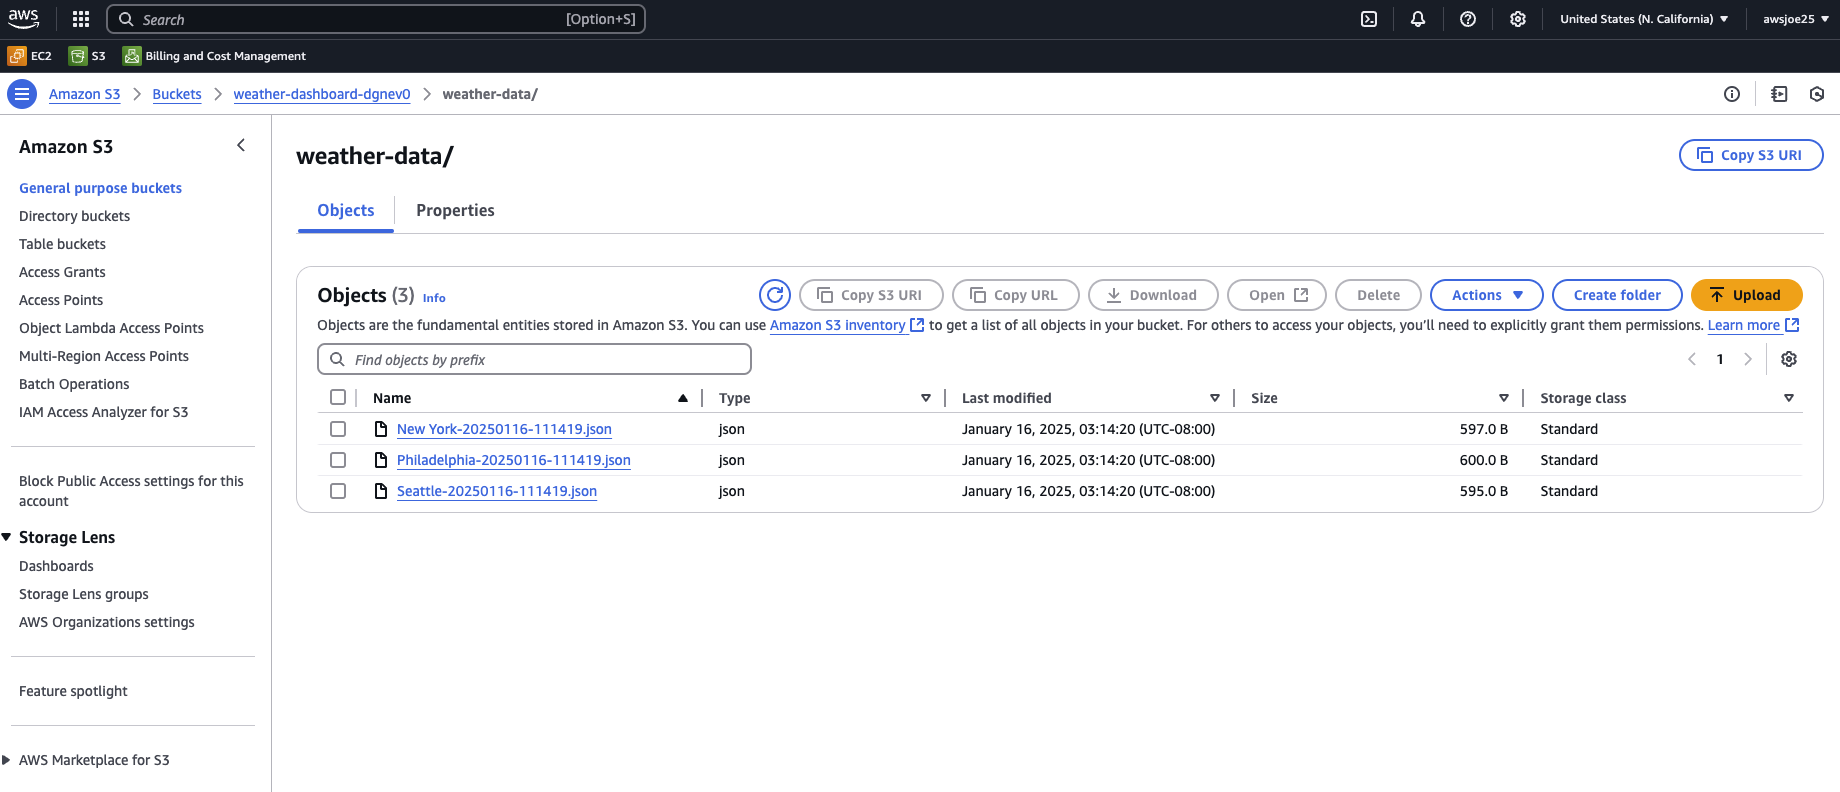 aws
Search [Option+S]
United States (N. California)
awsjoe25
EC2
S3
Billing and Cost Management
Amazon S3
Buckets
weather-dashboard-dgnev0
weather-data/
Amazon S3
General purpose buckets
Directory buckets
Table buckets
Access Grants
Access Points
Object Lambda Access Points
Multi-Region Access Points
Batch Operations
IAM Access Analyzer for S3
Block Public Access settings for this
account
Storage Lens
Dashboards
Storage Lens groups
AWS Organizations settings
Feature spotlight
AWS Marketplace for S3
weather-data/
Copy S3 URI
Objects
Properties
Objects (3) Info
Copy S3 URI
Copy URL
Download
Open
Delete
Actions
Create folder
Upload
Objects are the fundamental entities stored in Amazon S3. You can use Amazon S3 inventory to get a list of all objects in your bucket. For others to access your objects, you'll need to explicitly grant them permissions. Learn more
Find objects by prefix
1
Name Type Last modified Size Storage class
New York-20250116-111419.json json January 16, 2025, 03:14:20 (UTC-08:00) 597.0 B Standard
Philadelphia-20250116-111419.json json January 16, 2025, 03:14:20 (UTC-08:00) 600.0 B Standard
Seattle-20250116-111419.json json January 16, 2025, 03:14:20 (UTC-08:00) 595.0 B Standard